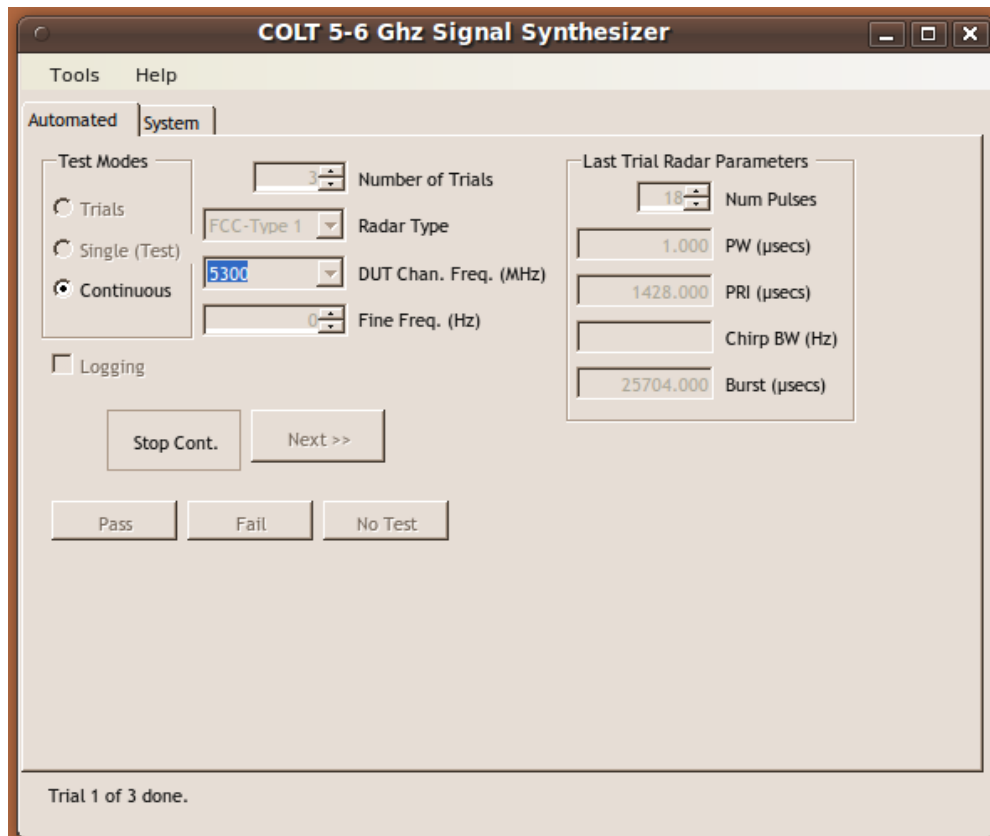 COLT 5-6 Ghz Signal Synthesizer
Tools Help
Automated System
Test Modes
Trials
Single (Test)
Continuous
3 Number of Trials
FCC-Type 1 Radar Type
5300 DUT Chan. Freq. (MHz)
0 Fine Freq. (Hz)
Logging
Stop Cont. Next >>
Pass Fail No Test
Last Trial Radar Parameters
18 Num Pulses
1.000 PW (µsecs)
1428.000 PRI (µsecs)
Chirp BW (Hz)
25704.000 Burst (µsecs)
Trial 1 of 3 done.